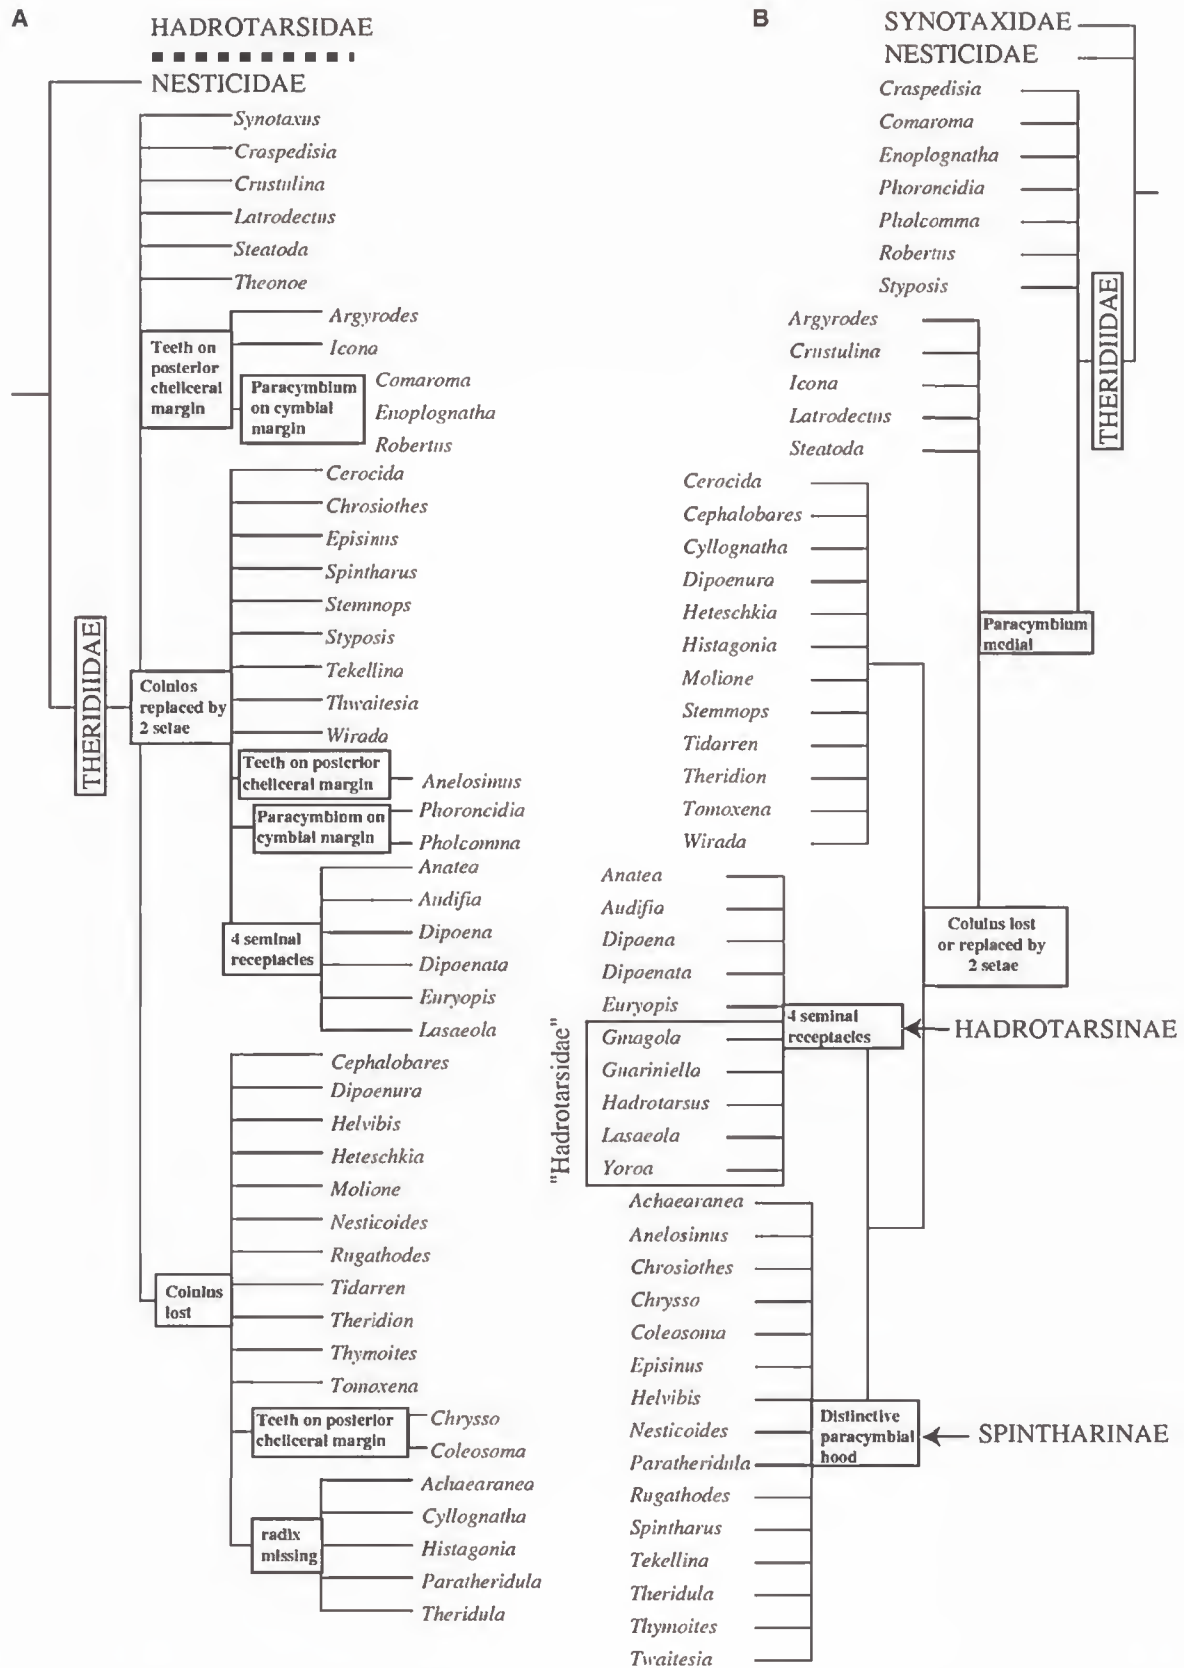 A
HADROTARSIDAE
NESTICIDAE
Synotaxus
Craspedisia
Crustulina
Latrodectus
Steatoda
Theonoe
Argyrodes
Icona
Teeth on
posterior
cheliceral
margin
Paracymbium
on cymbial
margin
Comaroma
Enoplognatha
Robertus
Cerocida
Chrosiothes
Episinus
Spintharus
Stemmops
Styposis
Tekellina
Thwaitesia
Wirada
THERIDIIDAE
Colulos
replaced by
2 setae
Teeth on posterior
cheliceral margin
Anelosimus
Paracymbium on
cymbial margin
Phoroncidia
Pholcomma
4 seminal
receptacles
Anatea
Audifia
Dipoena
Dipoenata
Euryopis
Lasaeola
Cephalobares
Dipoenura
Helvibis
Heteschkia
Molione
Nesticoides
Rugathodes
Tidarren
Theridion
Thymoites
Tomoxena
Colulus
lost
Teeth on posterior
cheliceral margin
Chrysso
Coleosoma
radix
missing
Achaearanea
Cyllognatha
Histagonia
Paratheridula
Theridula
B
SYNOTAXIDAE
NESTICIDAE
Craspedisia
Comaroma
Enoplognatha
Phoroncidia
Pholcomma
Robertus
Styposis
THERIDIIDAE
Argyrodes
Crustulina
Icona
Latrodectus
Steatoda
Paracymbium
medial
Cerocida
Cephalobares
Cyllognatha
Dipoenura
Heteschkia
Histagonia
Molione
Stemmops
Tidarren
Theridion
Tomoxena
Wirada
Colulus lost
or replaced by
2 setae
Anatea
Audifia
Dipoena
Dipoenata
Euryopis
Gmagola
Guariniella
Hadrotarsus
Lasaeola
Yoroa
"Hadrotarsidae"
4 seminal
receptacles
HADROTARSINAE
Achaearanea
Anelosimus
Chrosiothes
Chrysso
Coleosoma
Episinus
Helvibis
Nesticoides
Paratheridula
Rugathodes
Spintharus
Tekellina
Theridula
Thymoites
Twaitesia
Distinctive
paracymbial
hood
SPINTHARINAE